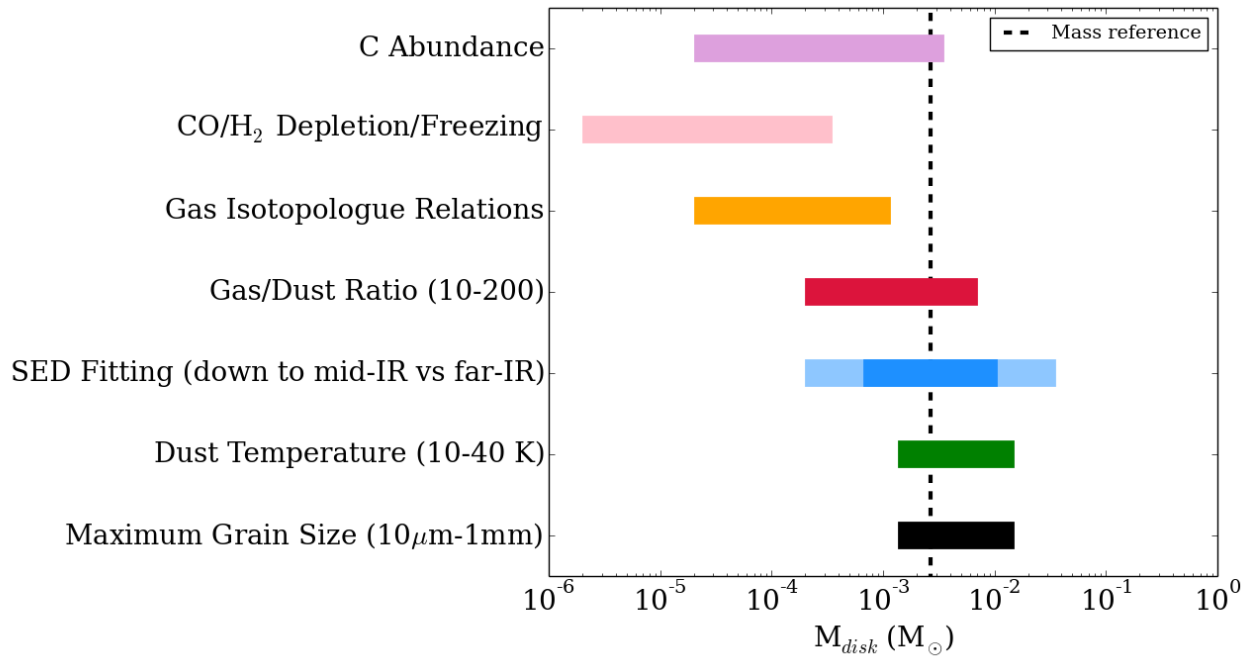 C Abundance
Mass reference
CO/H₂ Depletion/Freezing
Gas Isotopologue Relations
Gas/Dust Ratio (10-200)
SED Fitting (down to mid-IR vs far-IR)
Dust Temperature (10-40 K)
Maximum Grain Size (10μm-1mm)
10⁻⁶ 10⁻⁵ 10⁻⁴ 10⁻³ 10⁻² 10⁻¹ 10⁰
M_disk (M_⊙)